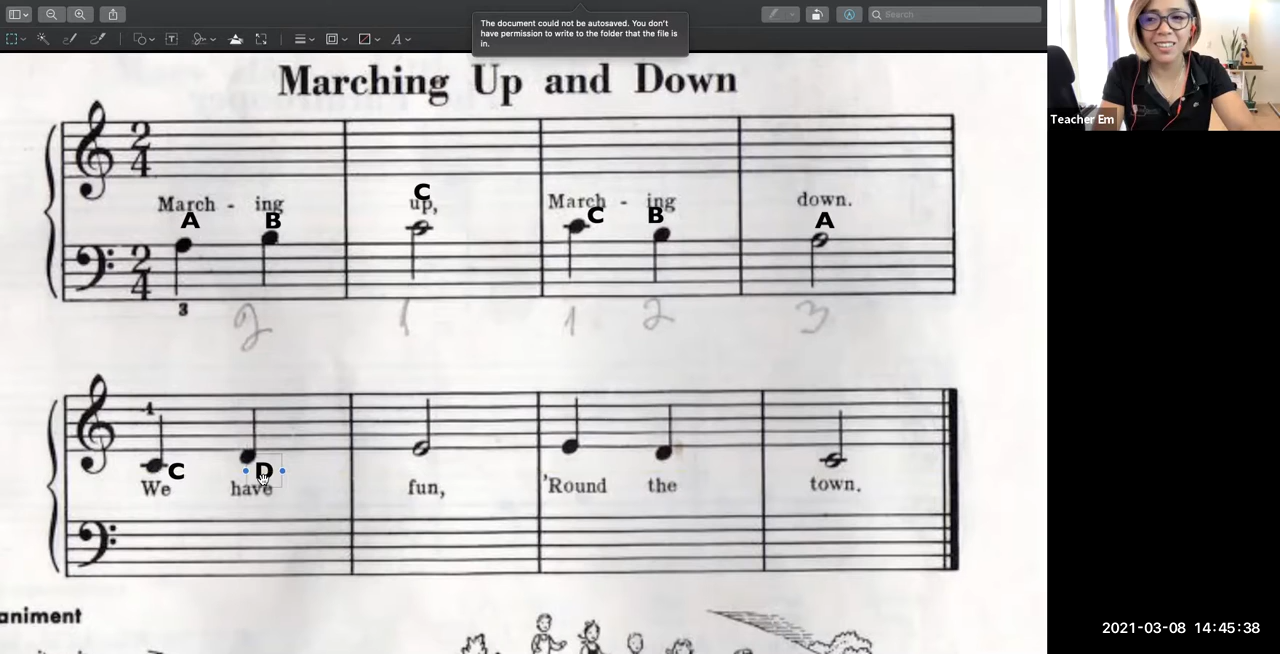 Search
The document could not be autosaved. You don't
have permission to write to the folder that the file is
in.
Teacher Em
Marching Up and Down
2
4
March - ing up, March - ing down.
A B C C B A
2
4
3 2 1 1 2 3
1
C D
We have fun, 'Round the town.
animent
2021-03-08 14:45:38